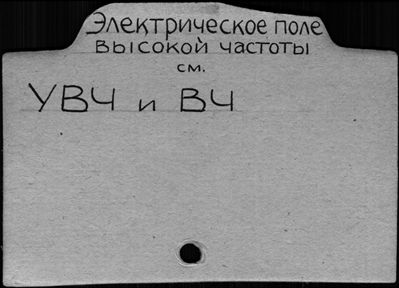 Электрическое поле
высокой частоты
см.
УВЧ и ВЧ